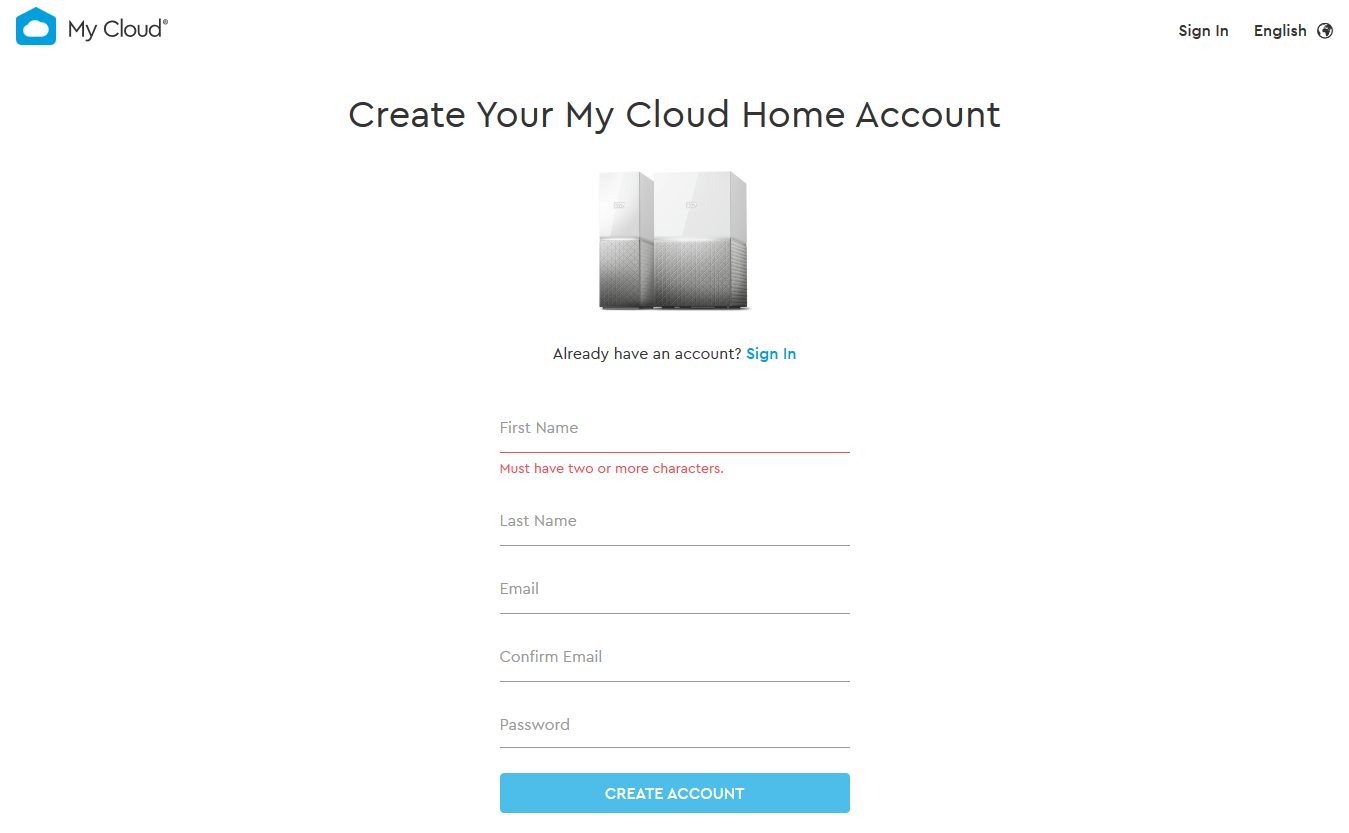 My Cloud®
Sign In English
Create Your My Cloud Home Account
Already have an account? Sign In
First Name
Must have two or more characters.
Last Name
Email
Confirm Email
Password
CREATE ACCOUNT